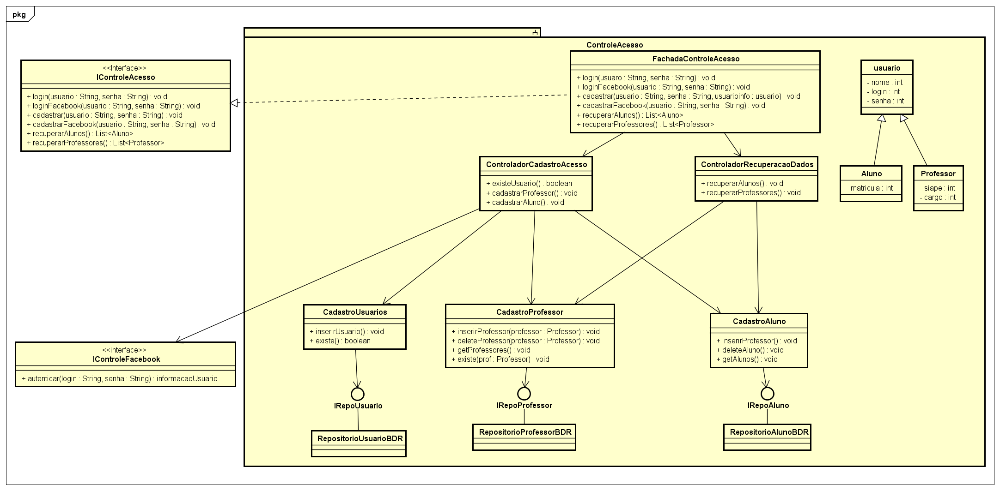 pkg
ControleAcesso
<<Interface>>
IControleAcesso
+ login(usuario : String, senha : String) : void
+ loginFacebook(usuario : String, senha : String) : void
+ cadastrar(usuario : String, senha : String) : void
+ cadastrarFacebook(usuario : String, senha : String) : void
+ recuperarAlunos() : List<Aluno>
+ recuperarProfessores() : List<Professor>
FachadaControleAcesso
+ login(usuaro : String, senha : String) : void
+ loginFacebook(usuario : String, senha : String) : void
+ cadastrar(usuario : String, senha : String, usuarioinfo : usuario) : void
+ cadastrarFacebook(usuario : String, senha : String) : void
+ recuperarAlunos() : List<Aluno>
+ recuperarProfessores() : List<Professor>
usuario
- nome : int
- login : int
- senha : int
ControladorCadastroAcesso
+ existeUsuario() : boolean
+ cadastrarProfessor() : void
+ cadastrarAluno() : void
ControladorRecuperacaoDados
+ recuperarAlunos() : void
+ recuperarProfessores() : void
Aluno
- matricula : int
Professor
- siape : int
- cargo : int
<<interface>>
IControleFacebook
+ autenticar(login : String, senha : String) : informacaoUsuario
CadastroUsuarios
+ inserirUsuario() : void
+ existe() : boolean
CadastroProfessor
+ inserirProfessor(professor : Professor) : void
+ deleteProfessor(professor : Professor) : void
+ getProfessores() : void
+ existe(prof : Professor) : void
CadastroAluno
+ inserirProfessor() : void
+ deleteAluno() : void
+ getAlunos() : void
IRepoUsuario
IRepoProfessor
IRepoAluno
RepositorioUsuarioBDR
RepositorioProfessorBDR
RepositorioAlunoBDR